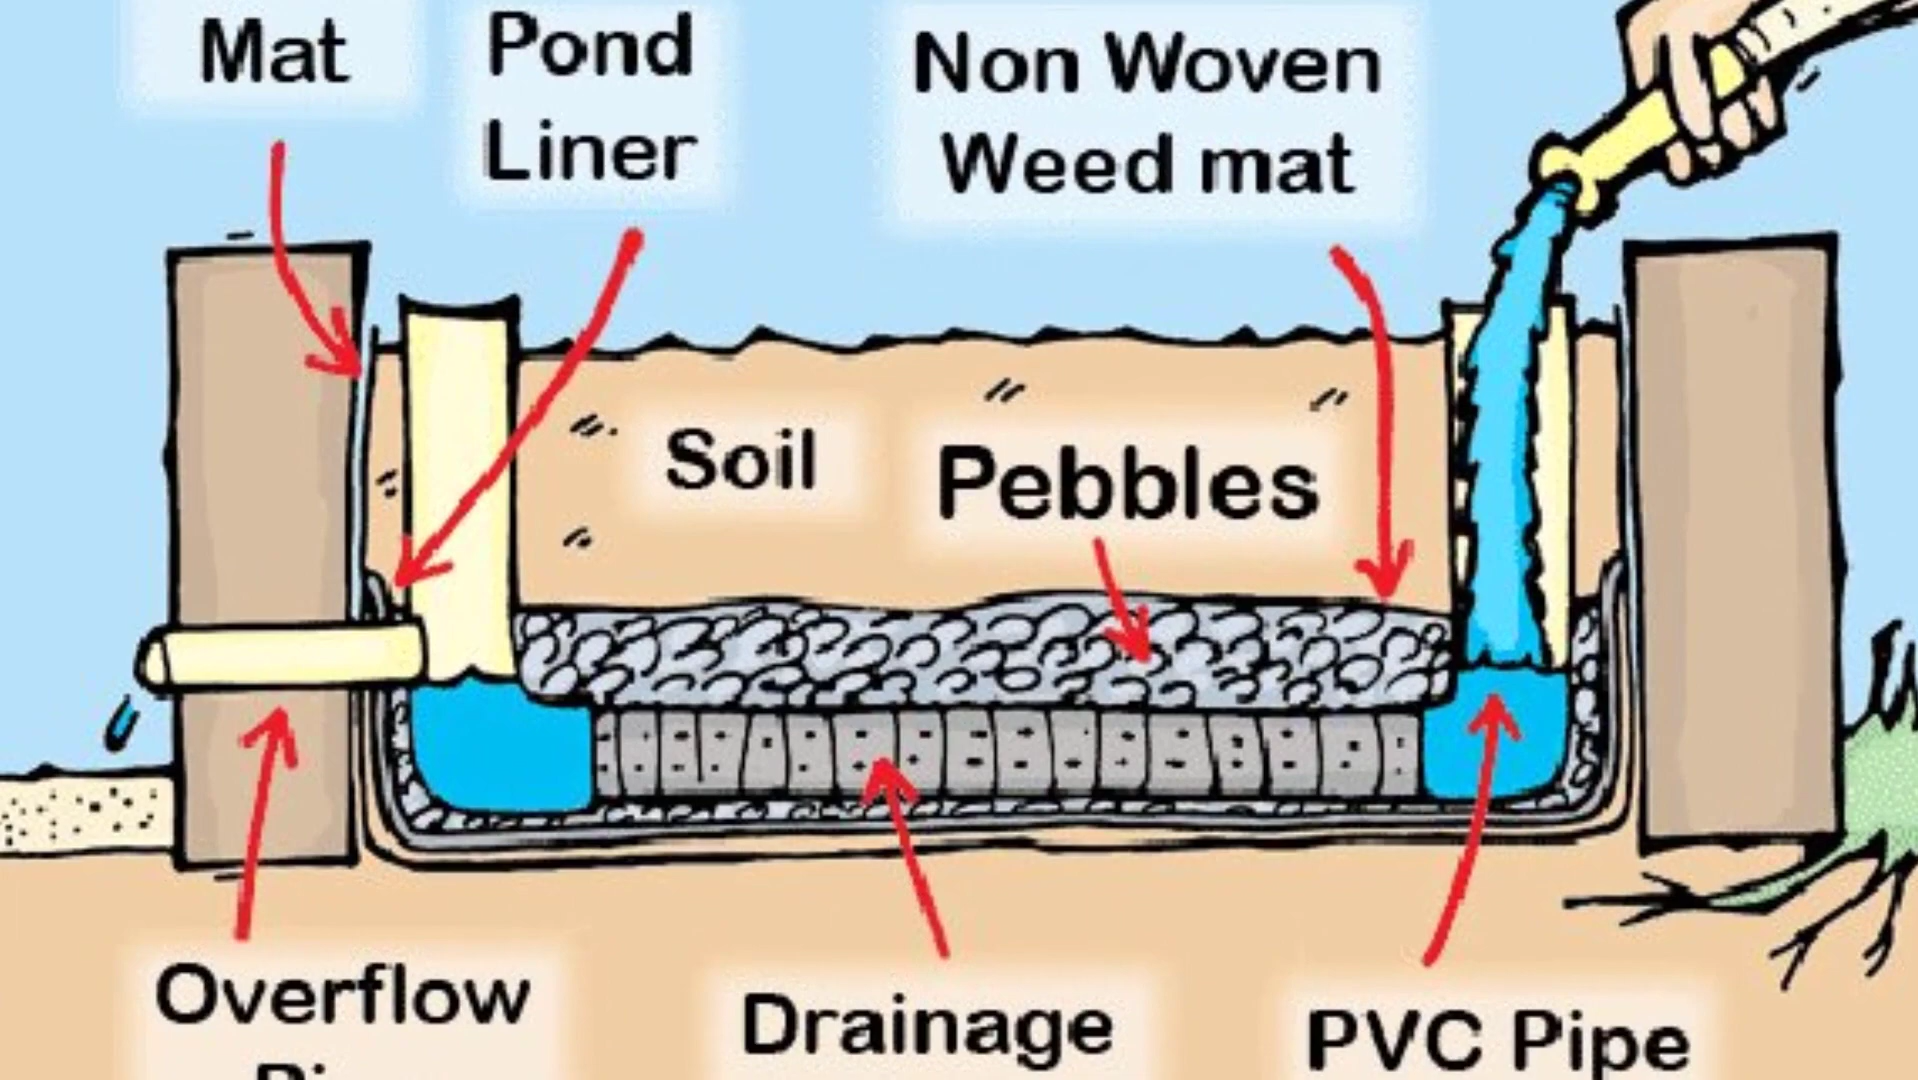 Mat
Pond
Liner
Non Woven
Weed mat
Soil
Pebbles
Overflow
Drainage
PVC Pipe